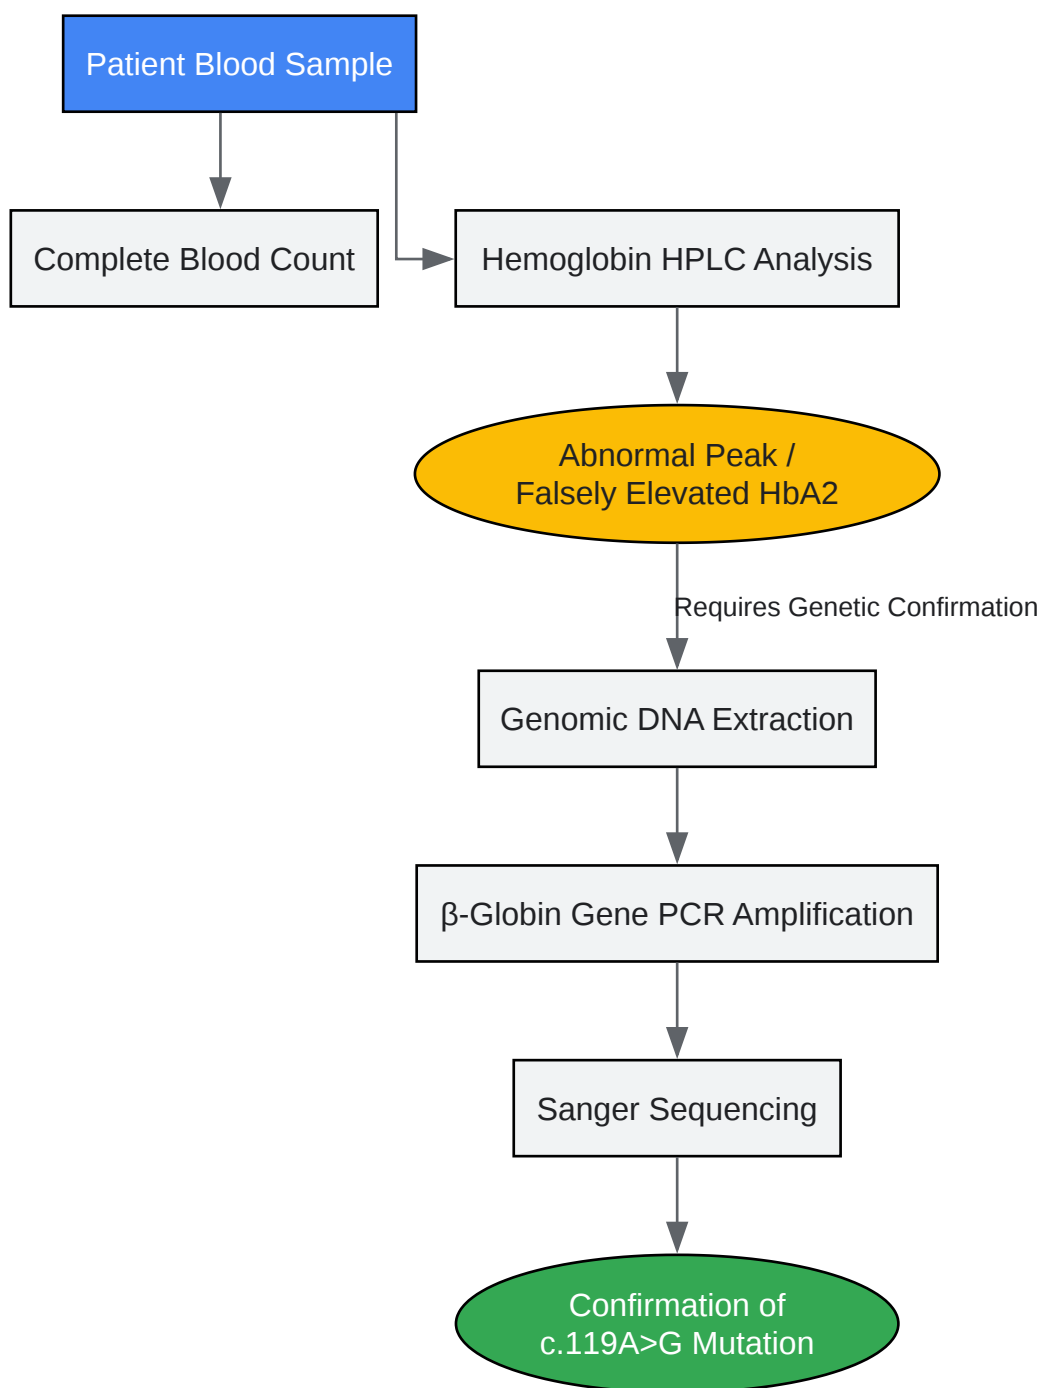 Patient Blood Sample
Complete Blood Count
Hemoglobin HPLC Analysis
Abnormal Peak /
Falsely Elevated HbA2
Requires Genetic Confirmation
Genomic DNA Extraction
β-Globin Gene PCR Amplification
Sanger Sequencing
Confirmation of
c.119A>G Mutation